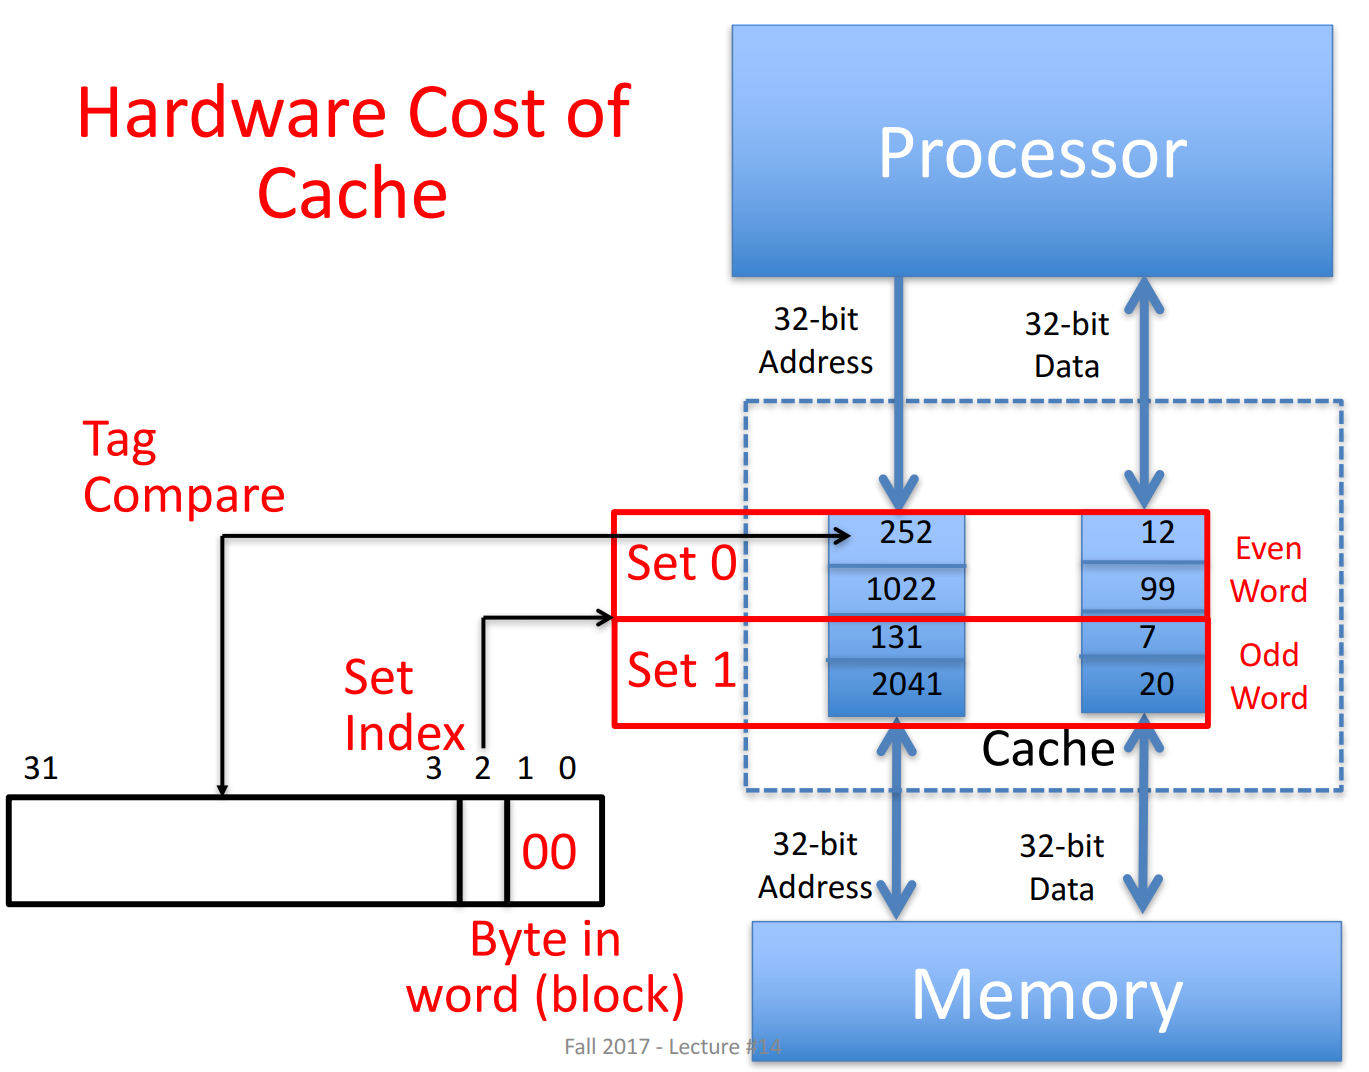 Hardware Cost of
Cache
Processor
32-bit
Address
32-bit
Data
Tag
Compare
Set 0
252
12
1022
99
Even
Word
Set 1
131
7
2041
20
Odd
Word
Set
Index
Cache
31
3
2
1
0
00
Byte in
word (block)
32-bit
Address
32-bit
Data
Memory
Fall 2017 - Lecture #14